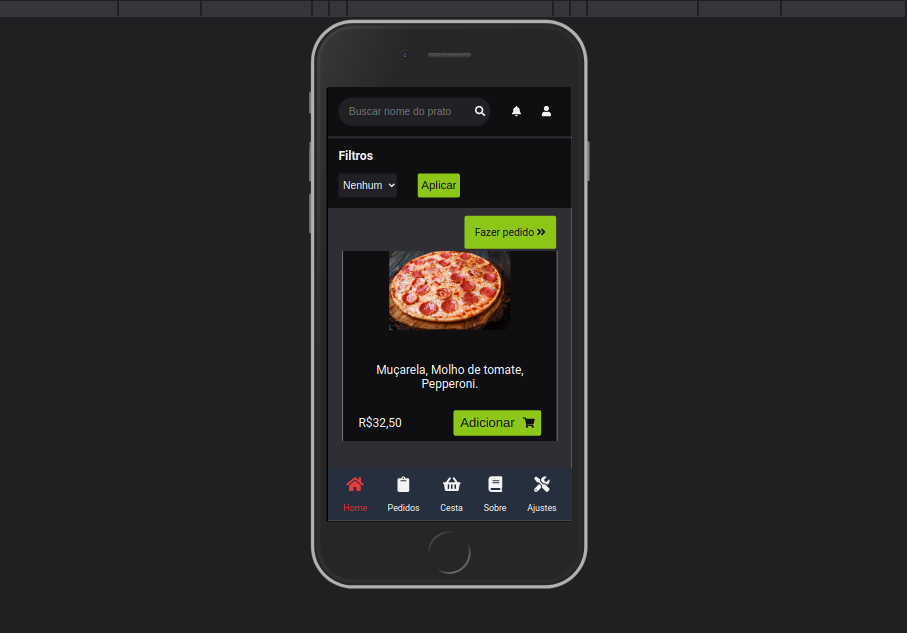 Buscar nome do prato
Filtros
Nenhum
Aplicar
Fazer pedido
Muçarela, Molho de tomate,
Pepperoni.
R$32,50
Adicionar
Home
Pedidos
Cesta
Sobre
Ajustes